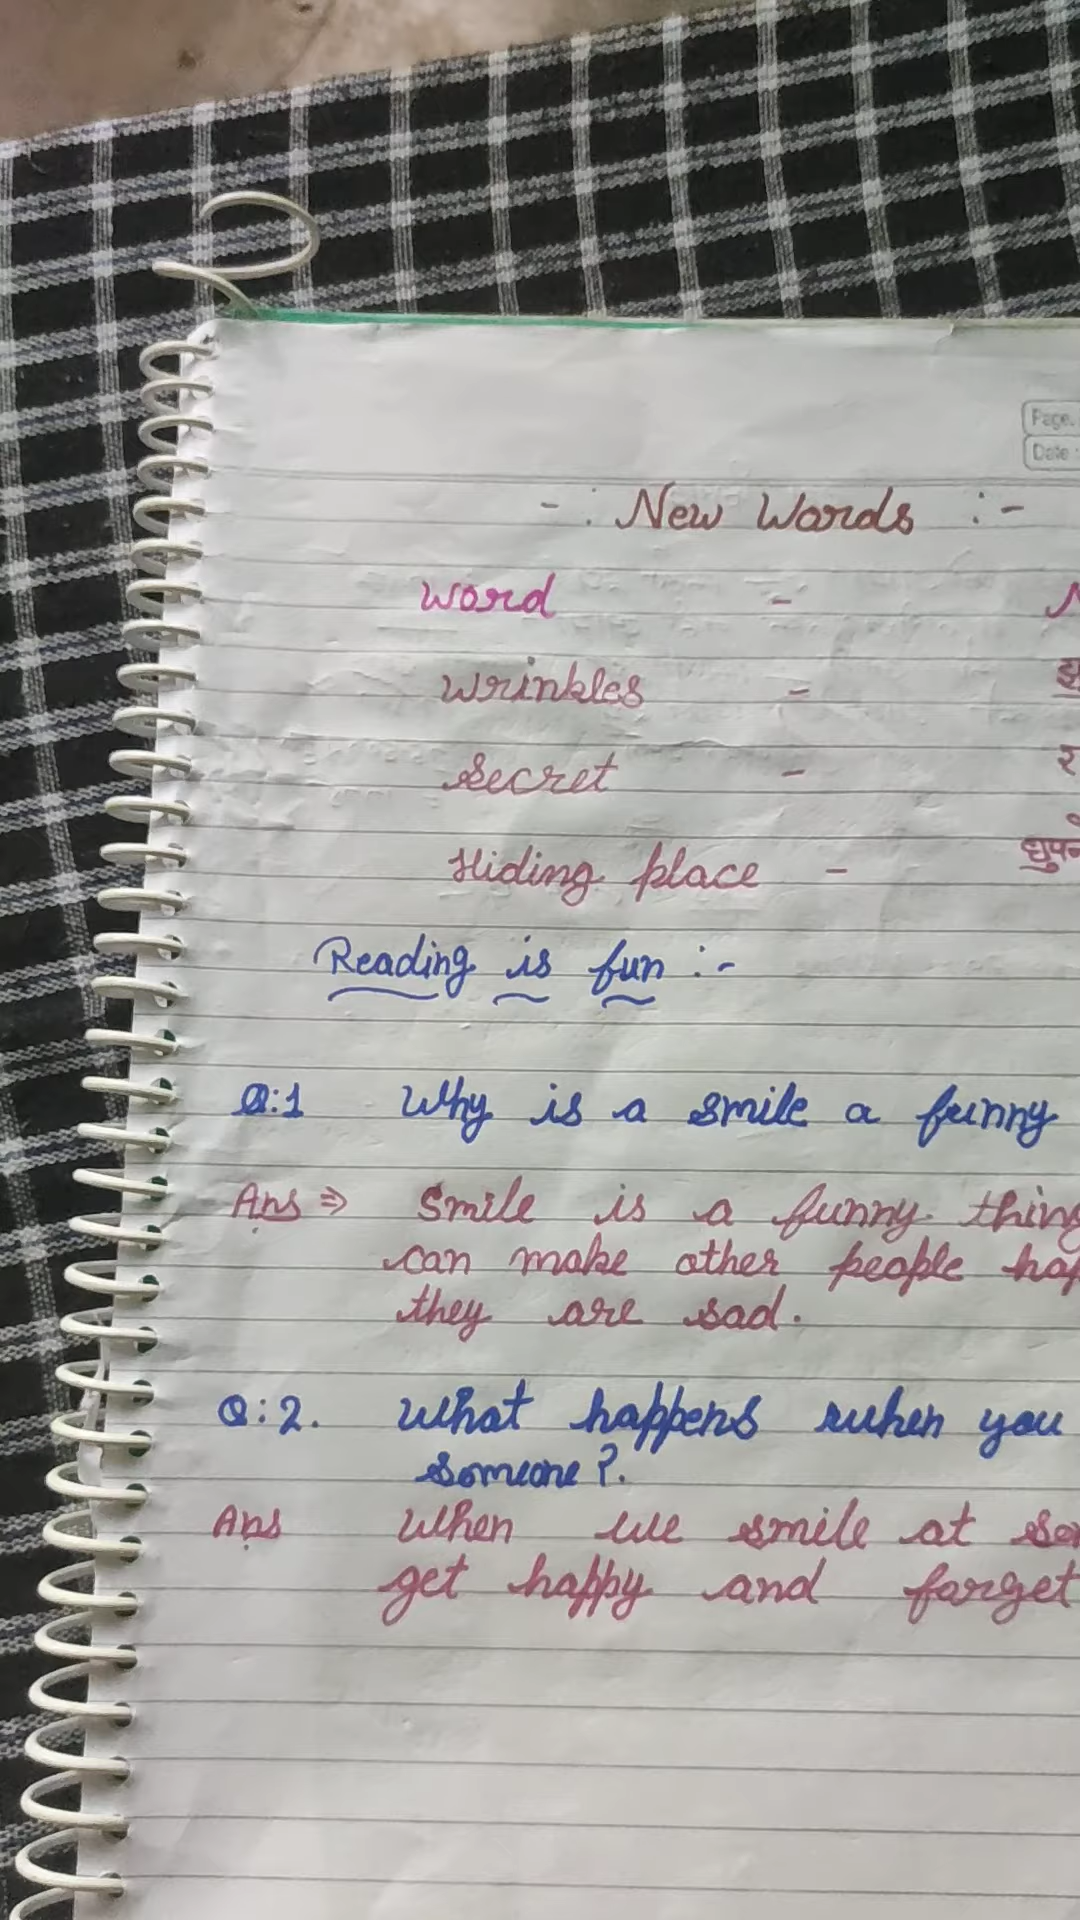 Page.
Date :
-: New Words :-
Word -
Wrinkles -
Secret -
Hiding place -
Reading is fun :-
Q:1 Why is a smile a funny
Ans ⇒ Smile is a funny thing
can make other people
they are sad.
Q:2. What happens when you
someone?.
Ans When we smile at
get happy and forget